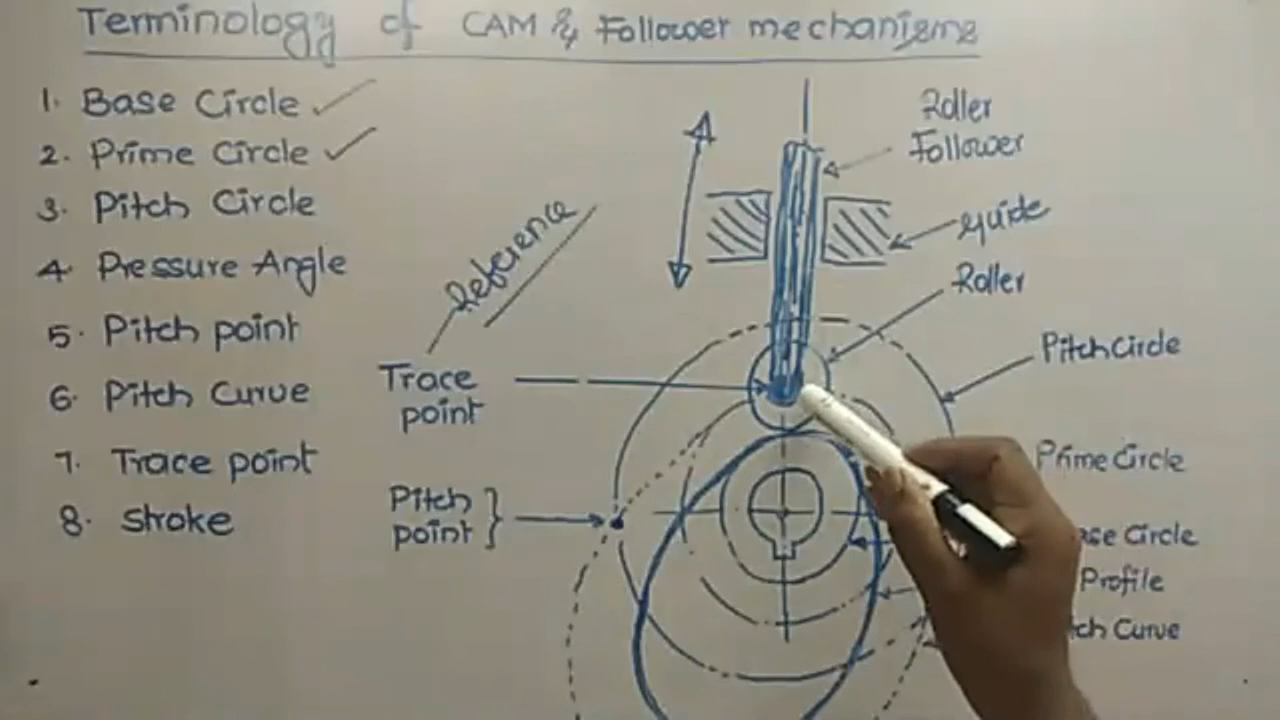 Terminology of CAM & Follower mechanisms
1. Base Circle
2. Prime Circle
3. Pitch Circle
4. Pressure Angle
5. Pitch point
6. Pitch Curve
7. Trace point
8. Stroke
Reference
Trace
point
Pitch
point
Roller
Follower
Guide
Roller
Pitch Circle
Prime Circle
ase Circle
Profile
ch Curve